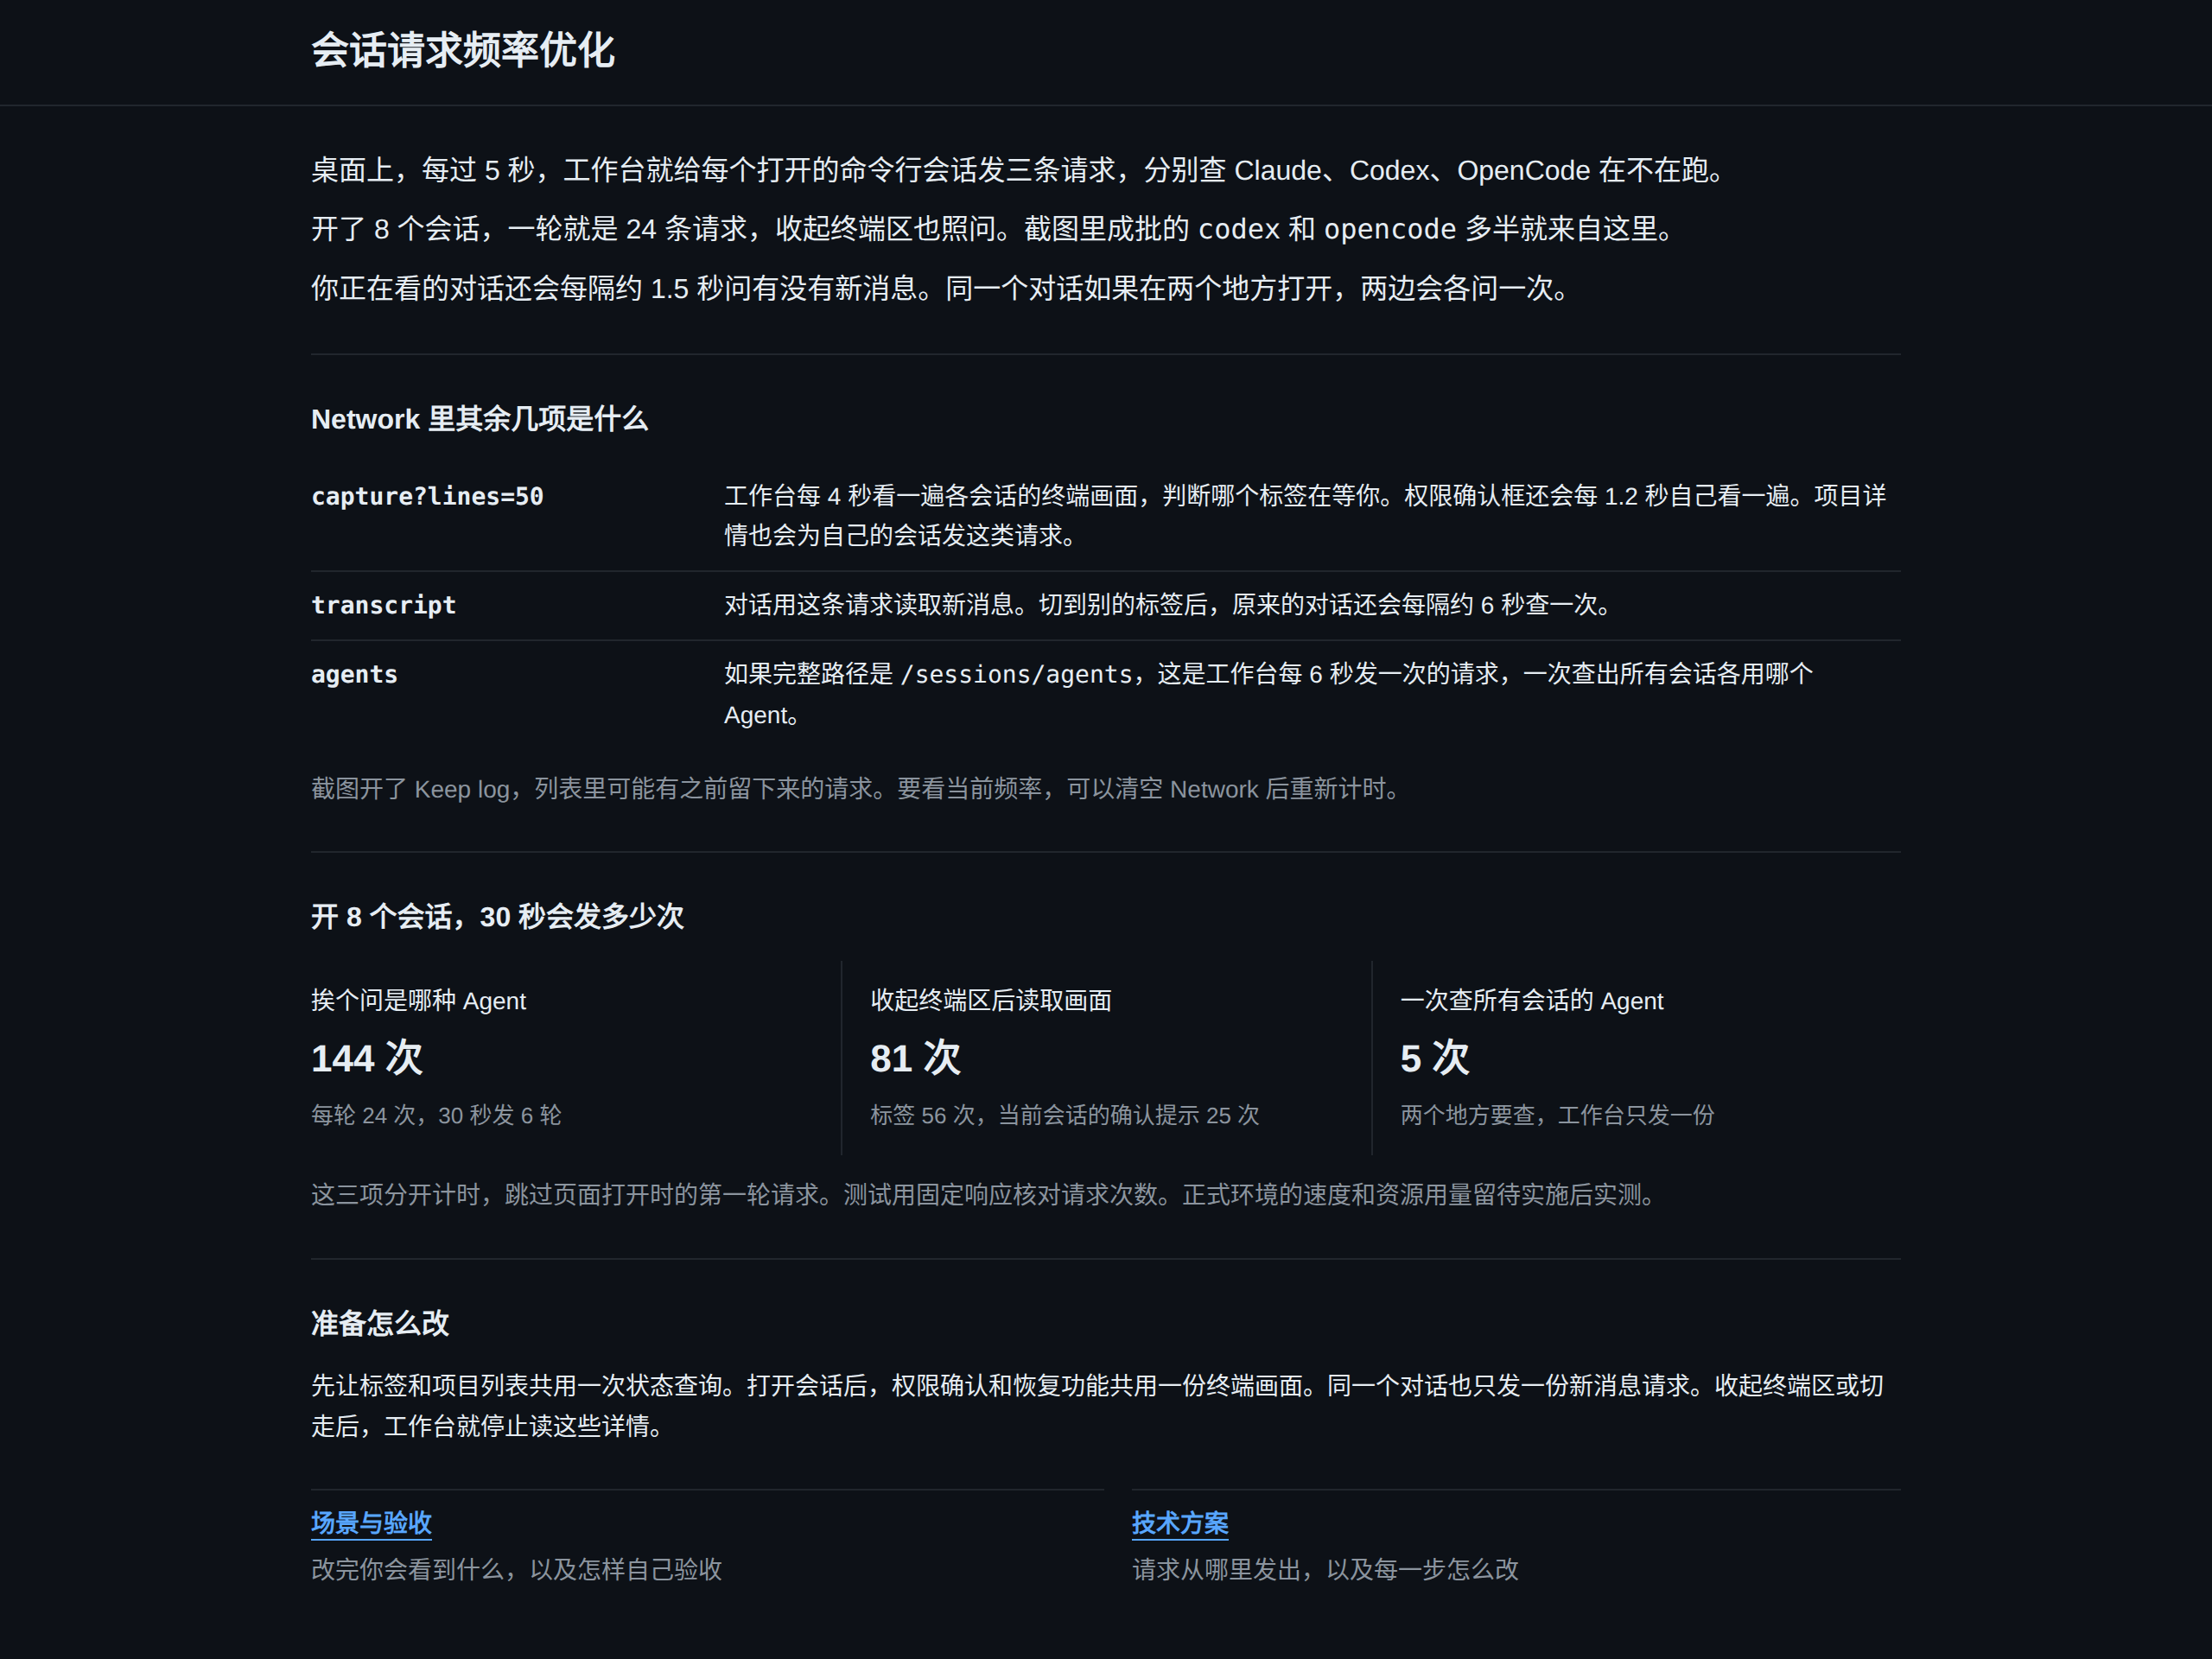 会话请求频率优化
桌面上，每过 5 秒，工作台就给每个打开的命令行会话发三条请求，分别查 Claude、Codex、OpenCode 在不在跑。
开了 8 个会话，一轮就是 24 条请求，收起终端区也照问。截图里成批的 codex 和 opencode 多半就来自这里。
你正在看的对话还会每隔约 1.5 秒问有没有新消息。同一个对话如果在两个地方打开，两边会各问一次。
Network 里其余几项是什么
capture?lines=50
工作台每 4 秒看一遍各会话的终端画面，判断哪个标签在等你。权限确认框还会每 1.2 秒自己看一遍。项目详
情也会为自己的会话发这类请求。
transcript
对话用这条请求读取新消息。切到别的标签后，原来的对话还会每隔约 6 秒查一次。
agents
如果完整路径是 /sessions/agents，这是工作台每 6 秒发一次的请求，一次查出所有会话各用哪个
Agent。
截图开了 Keep log，列表里可能有之前留下来的请求。要看当前频率，可以清空 Network 后重新计时。
开 8 个会话，30 秒会发多少次
挨个问是哪种 Agent
144 次
每轮 24 次，30 秒发 6 轮
收起终端区后读取画面
81 次
标签 56 次，当前会话的确认提示 25 次
一次查所有会话的 Agent
5 次
两个地方要查，工作台只发一份
这三项分开计时，跳过页面打开时的第一轮请求。测试用固定响应核对请求次数。正式环境的速度和资源用量留待实施后实测。
准备怎么改
先让标签和项目列表共用一次状态查询。打开会话后，权限确认和恢复功能共用一份终端画面。同一个对话也只发一份新消息请求。收起终端区或切
走后，工作台就停止读这些详情。
场景与验收
改完你会看到什么，以及怎样自己验收
技术方案
请求从哪里发出，以及每一步怎么改